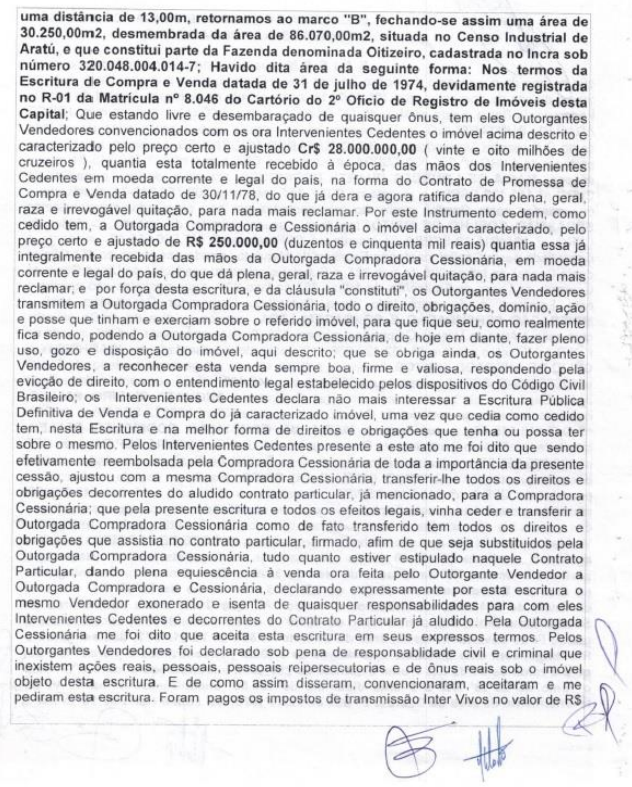 uma distância de 13,00m, retornamos ao marco "B", fechando-se assim uma área de
30.250,00m2, desmembrada da área de 86.070,00m2, situada no Censo Industrial de
Aratú, e que constitui parte da Fazenda denominada Oitizeiro, cadastrada no Incra sob
número 320.048.004.014-7; Havido dita área da seguinte forma: Nos termos da
Escritura de Compra e Venda datada de 31 de julho de 1974, devidamente registrada
no R-01 da Matrícula nº 8.046 do Cartório do 2º Ofício de Registro de Imóveis desta
Capital; Que estando livre e desembaraço de quaisquer ônus, tem eles Outorgantes
Vendedores convencionados com os ora Intervenientes Cedentes o imóvel acima descrito e
caracterizado pelo preço certo e ajustado Cr$ 28.000.000,00 ( vinte e oito milhões de
cruzeiros ), quantia esta totalmente recebido à época, das mãos dos Intervenientes
Cedentes em moeda corrente e legal do país, na forma do Contrato de Promessa de
Compra e Venda datado de 30/11/78, do que já dera e agora ratifica dando plena, geral,
raza e irrevogável quitação, para nada mais reclamar. Por este Instrumento cedem, como
cedido tem, a Outorgada Compradora e Cessionária o imóvel acima caracterizado, pelo
preço certo e ajustado de R$ 250.000,00 (duzentos e cinquenta mil reais) quantia essa já
integralmente recebida das mãos da Outorgada Compradora Cessionária, em moeda
corrente e legal do país, do que dá plena, geral, raza e irrevogável quitação, para nada mais
reclamar; e por força desta escritura, e da cláusula "constituti", os Outorgantes Vendedores
transmitem a Outorgada Compradora Cessionária, todo o direito, obrigações, domínio, ação
e posse que tinham e exerciam sobre o referido imóvel, para que fique seu, como realmente
fica sendo, podendo a Outorgada Compradora Cessionária, de hoje em diante, fazer pleno
uso, gozo e disposição do imóvel, aqui descrito; que se obriga ainda, os Outorgantes
Vendedores, a reconhecer esta venda sempre boa, firme e valiosa, respondendo pela
evicção de direito, com o entendimento legal estabelecido pelos dispositivos do Código Civil
Brasileiro; os Intervenientes Cedentes declara não mais interessar a Escritura Pública
Definitiva de Venda e Compra do já caracterizado imóvel, uma vez que cedia como cedido
tem, nesta Escritura e na melhor forma de direitos e obrigações que tenha ou possa ter
sobre o mesmo. Pelos Intervenientes Cedentes presente a este ato me foi dito que sendo
efetivamente reembolsada pela Compradora Cessionária de toda a importância da presente
cessão, ajustou com a mesma Compradora Cessionária, transferir-lhe todos os direitos e
obrigações decorrentes do aludido contrato particular, já mencionado, para a Compradora
Cessionária; que pela presente escritura e todos os efeitos legais, vinha ceder e transferir a
Outorgada Compradora Cessionária como de fato transferido tem todos os direitos e
obrigações que assistia no contrato particular, firmado, afim de que seja substituidos pela
Outorgada Compradora Cessionária, tudo quanto estiver estipulado naquele Contrato
Particular, dando plena equiescência à venda ora feita pelo Outorgante Vendedor a
Outorgada Compradora e Cessionária, declarando expressamente por esta escritura o
mesmo Vendedor exonerado e isenta de quaisquer responsabilidades para com eles
Intervenientes Cedentes e decorrentes do Contrato Particular já aludido. Pela Outorgada
Cessionária me foi dito que aceita esta escritura em seus expressos termos. Pelos
Outorgantes Vendedores foi declarado sob pena de responsablidade civil e criminal que
inexistem ações reais, pessoais, pessoais reipersecutorias e de ônus reais sob o imóvel
objeto desta escritura. E de como assim disseram, convencionaram, aceitaram e me
pediram esta escritura. Foram pagos os impostos de transmissão Inter Vivos no valor de R$